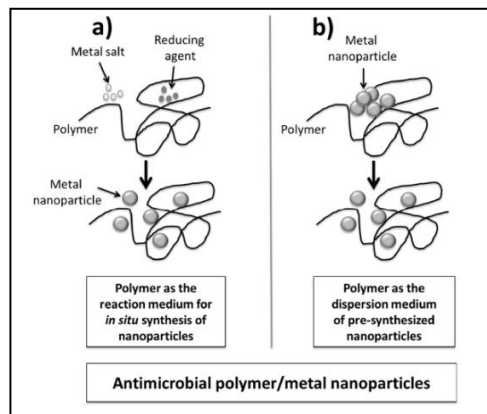 a)
Metal salt
Reducing
agent
Polymer
Metal
nanoparticle
Polymer as the
reaction medium for
in situ synthesis of
nanoparticles
b)
Metal
nanoparticle
Polymer
Polymer as the
dispersion medium
of pre-synthesized
nanoparticles
Antimicrobial polymer/metal nanoparticles